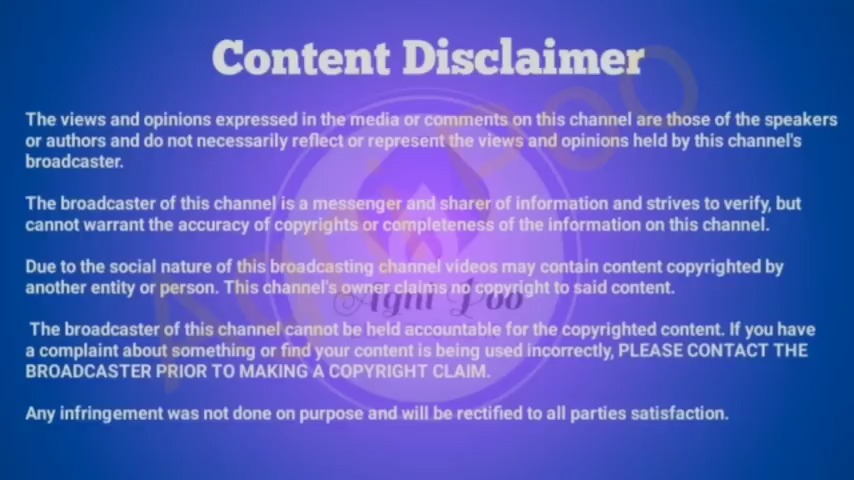 Content Disclaimer
The views and opinions expressed in the media or comments on this channel are those of the speakers
or authors and do not necessarily reflect or represent the views and opinions held by this channel's
broadcaster.
The broadcaster of this channel is a messenger and sharer of information and strives to verify, but
cannot warrant the accuracy of copyrights or completeness of the information on this channel.
Due to the social nature of this broadcasting channel videos may contain content copyrighted by
another entity or person. This channel's owner claims no copyright to said content.
Agni Poo
The broadcaster of this channel cannot be held accountable for the copyrighted content. If you have
a complaint about something or find your content is being used incorrectly, PLEASE CONTACT THE
BROADCASTER PRIOR TO MAKING A COPYRIGHT CLAIM.
Any infringement was not done on purpose and will be rectified to all parties satisfaction.